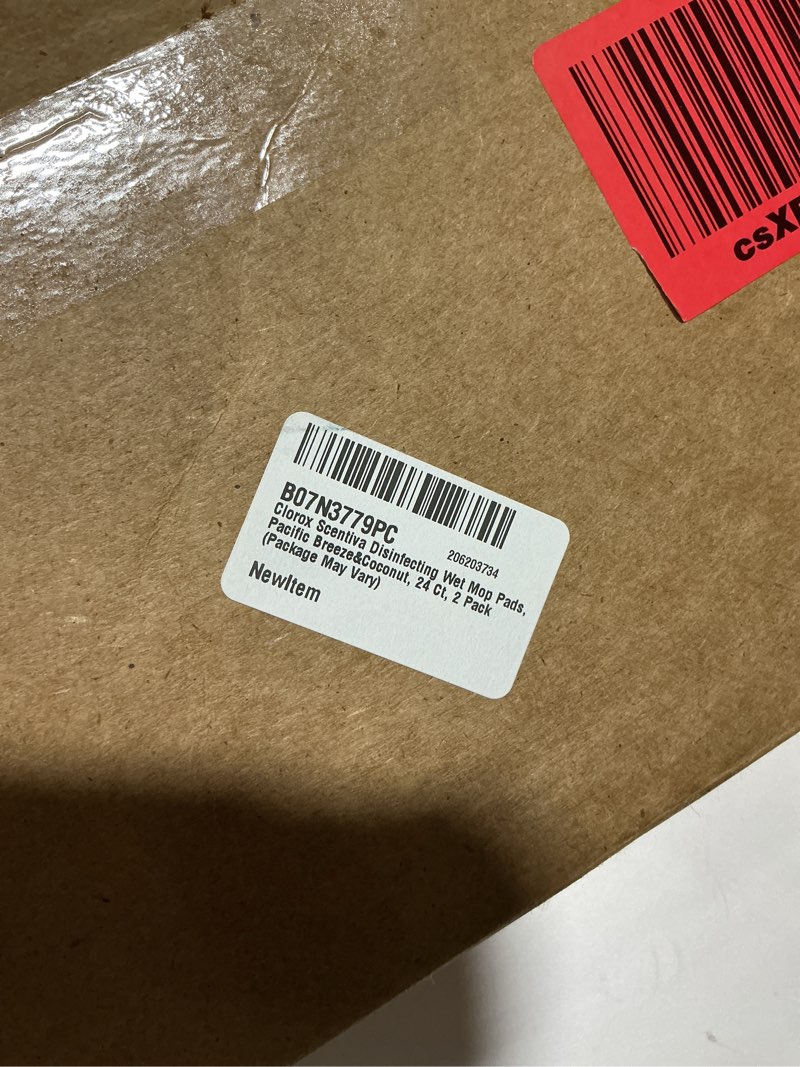 csX
B07N3779PC
206203734
Clorox Scentiva Disinfecting Wet Mop Pads,
Pacific Breeze&Coconut, 24 Ct, 2 Pack
(Package May Vary)
NewItem